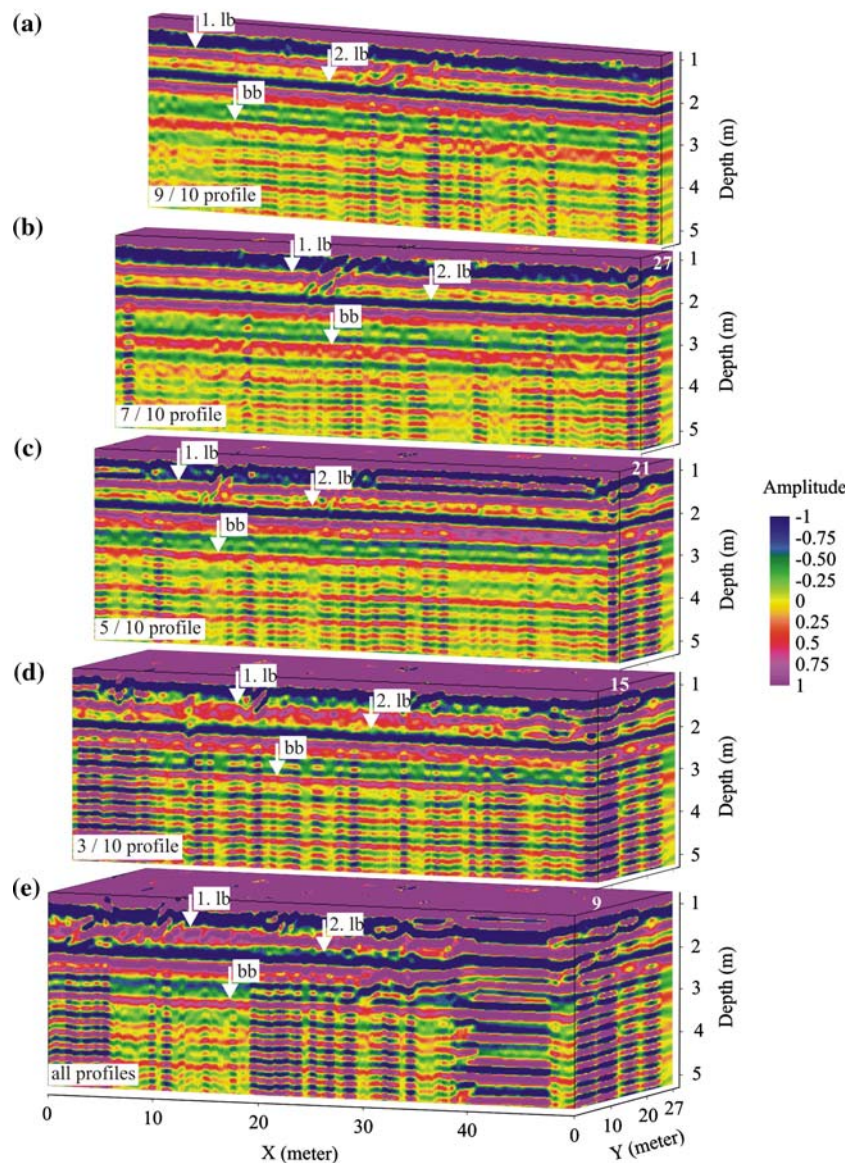 (a)
1. lb
2. lb
bb
9 / 10 profile
1
2
3
4
5
Depth (m)
(b)
1. lb
2. lb
bb
7 / 10 profile
27
1
2
3
4
5
Depth (m)
(c)
1. lb
2. lb
bb
5 / 10 profile
21
1
2
3
4
5
Depth (m)
Amplitude
-1
-0.75
-0.50
-0.25
0
0.25
0.5
0.75
1
(d)
1. lb
2. lb
bb
3 / 10 profile
15
1
2
3
4
5
Depth (m)
(e)
1. lb
2. lb
bb
all profiles
9
1
2
3
4
5
Depth (m)
0 10 20 30 40 0 10 20 27
X (meter) Y (meter)